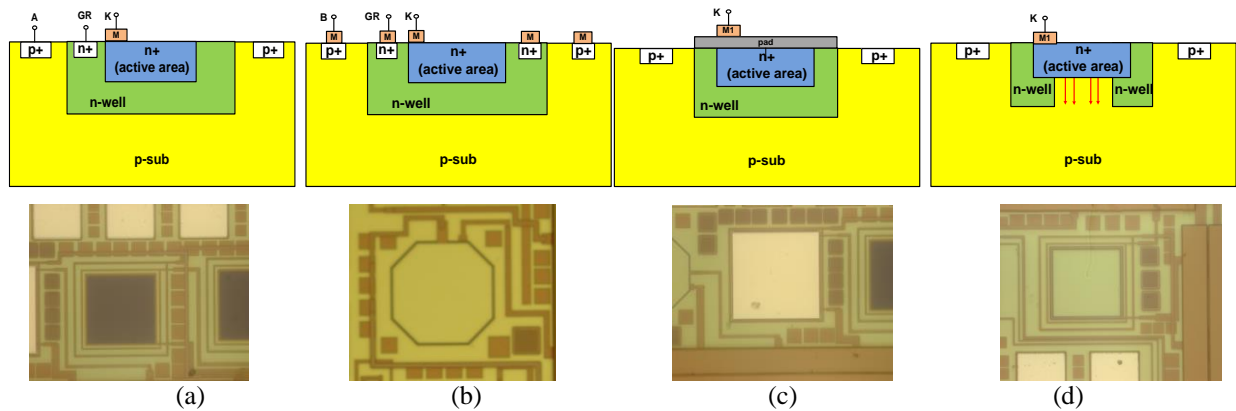 A GR K
M
p+ n+ n+ p+
(active area)
n-well
p-sub
B GR K
M M M M M
p+ n+ n+ n+ p+
(active area)
n-well
p-sub
K
M1
pad
p+ n+ p+
(active area)
n-well
p-sub
K
M1
p+ n+ p+
(active area)
n-well n-well
p-sub
(a) (b) (c) (d)